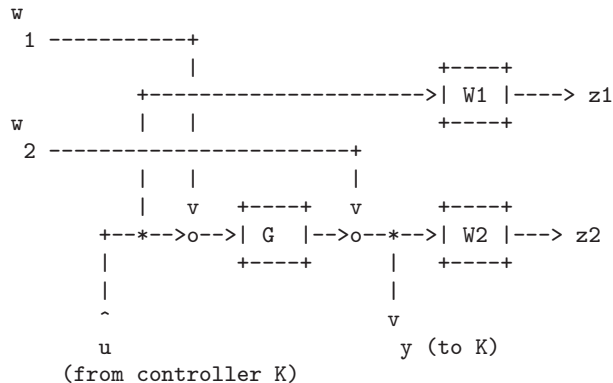 w
1 -----------+
|
+----+
+---------------------->| W1 |----> z1
w | | +----+
2 -----------------------+
| | |
| v +----+ v +----+
+--*-->o-->| G |-->o--*-->| W2 |---> z2
| +----+ | +----+
| |
^ v
u y (to K)
(from controller K)